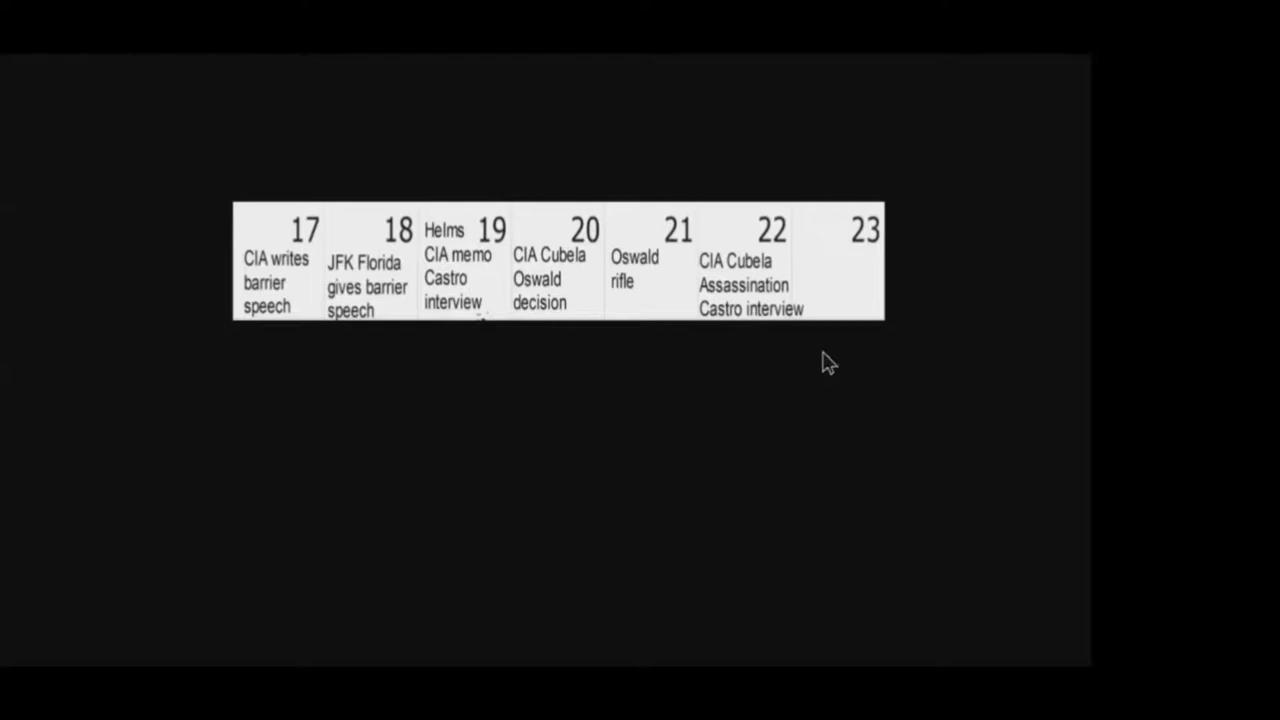 17
CIA writes
barrier
speech
18
JFK Florida
gives barrier
speech
Helms 19
CIA memo
Castro
interview
20
CIA Cubela
Oswald
decision
21
Oswald
rifle
22
CIA Cubela
Assassination
Castro interview
23